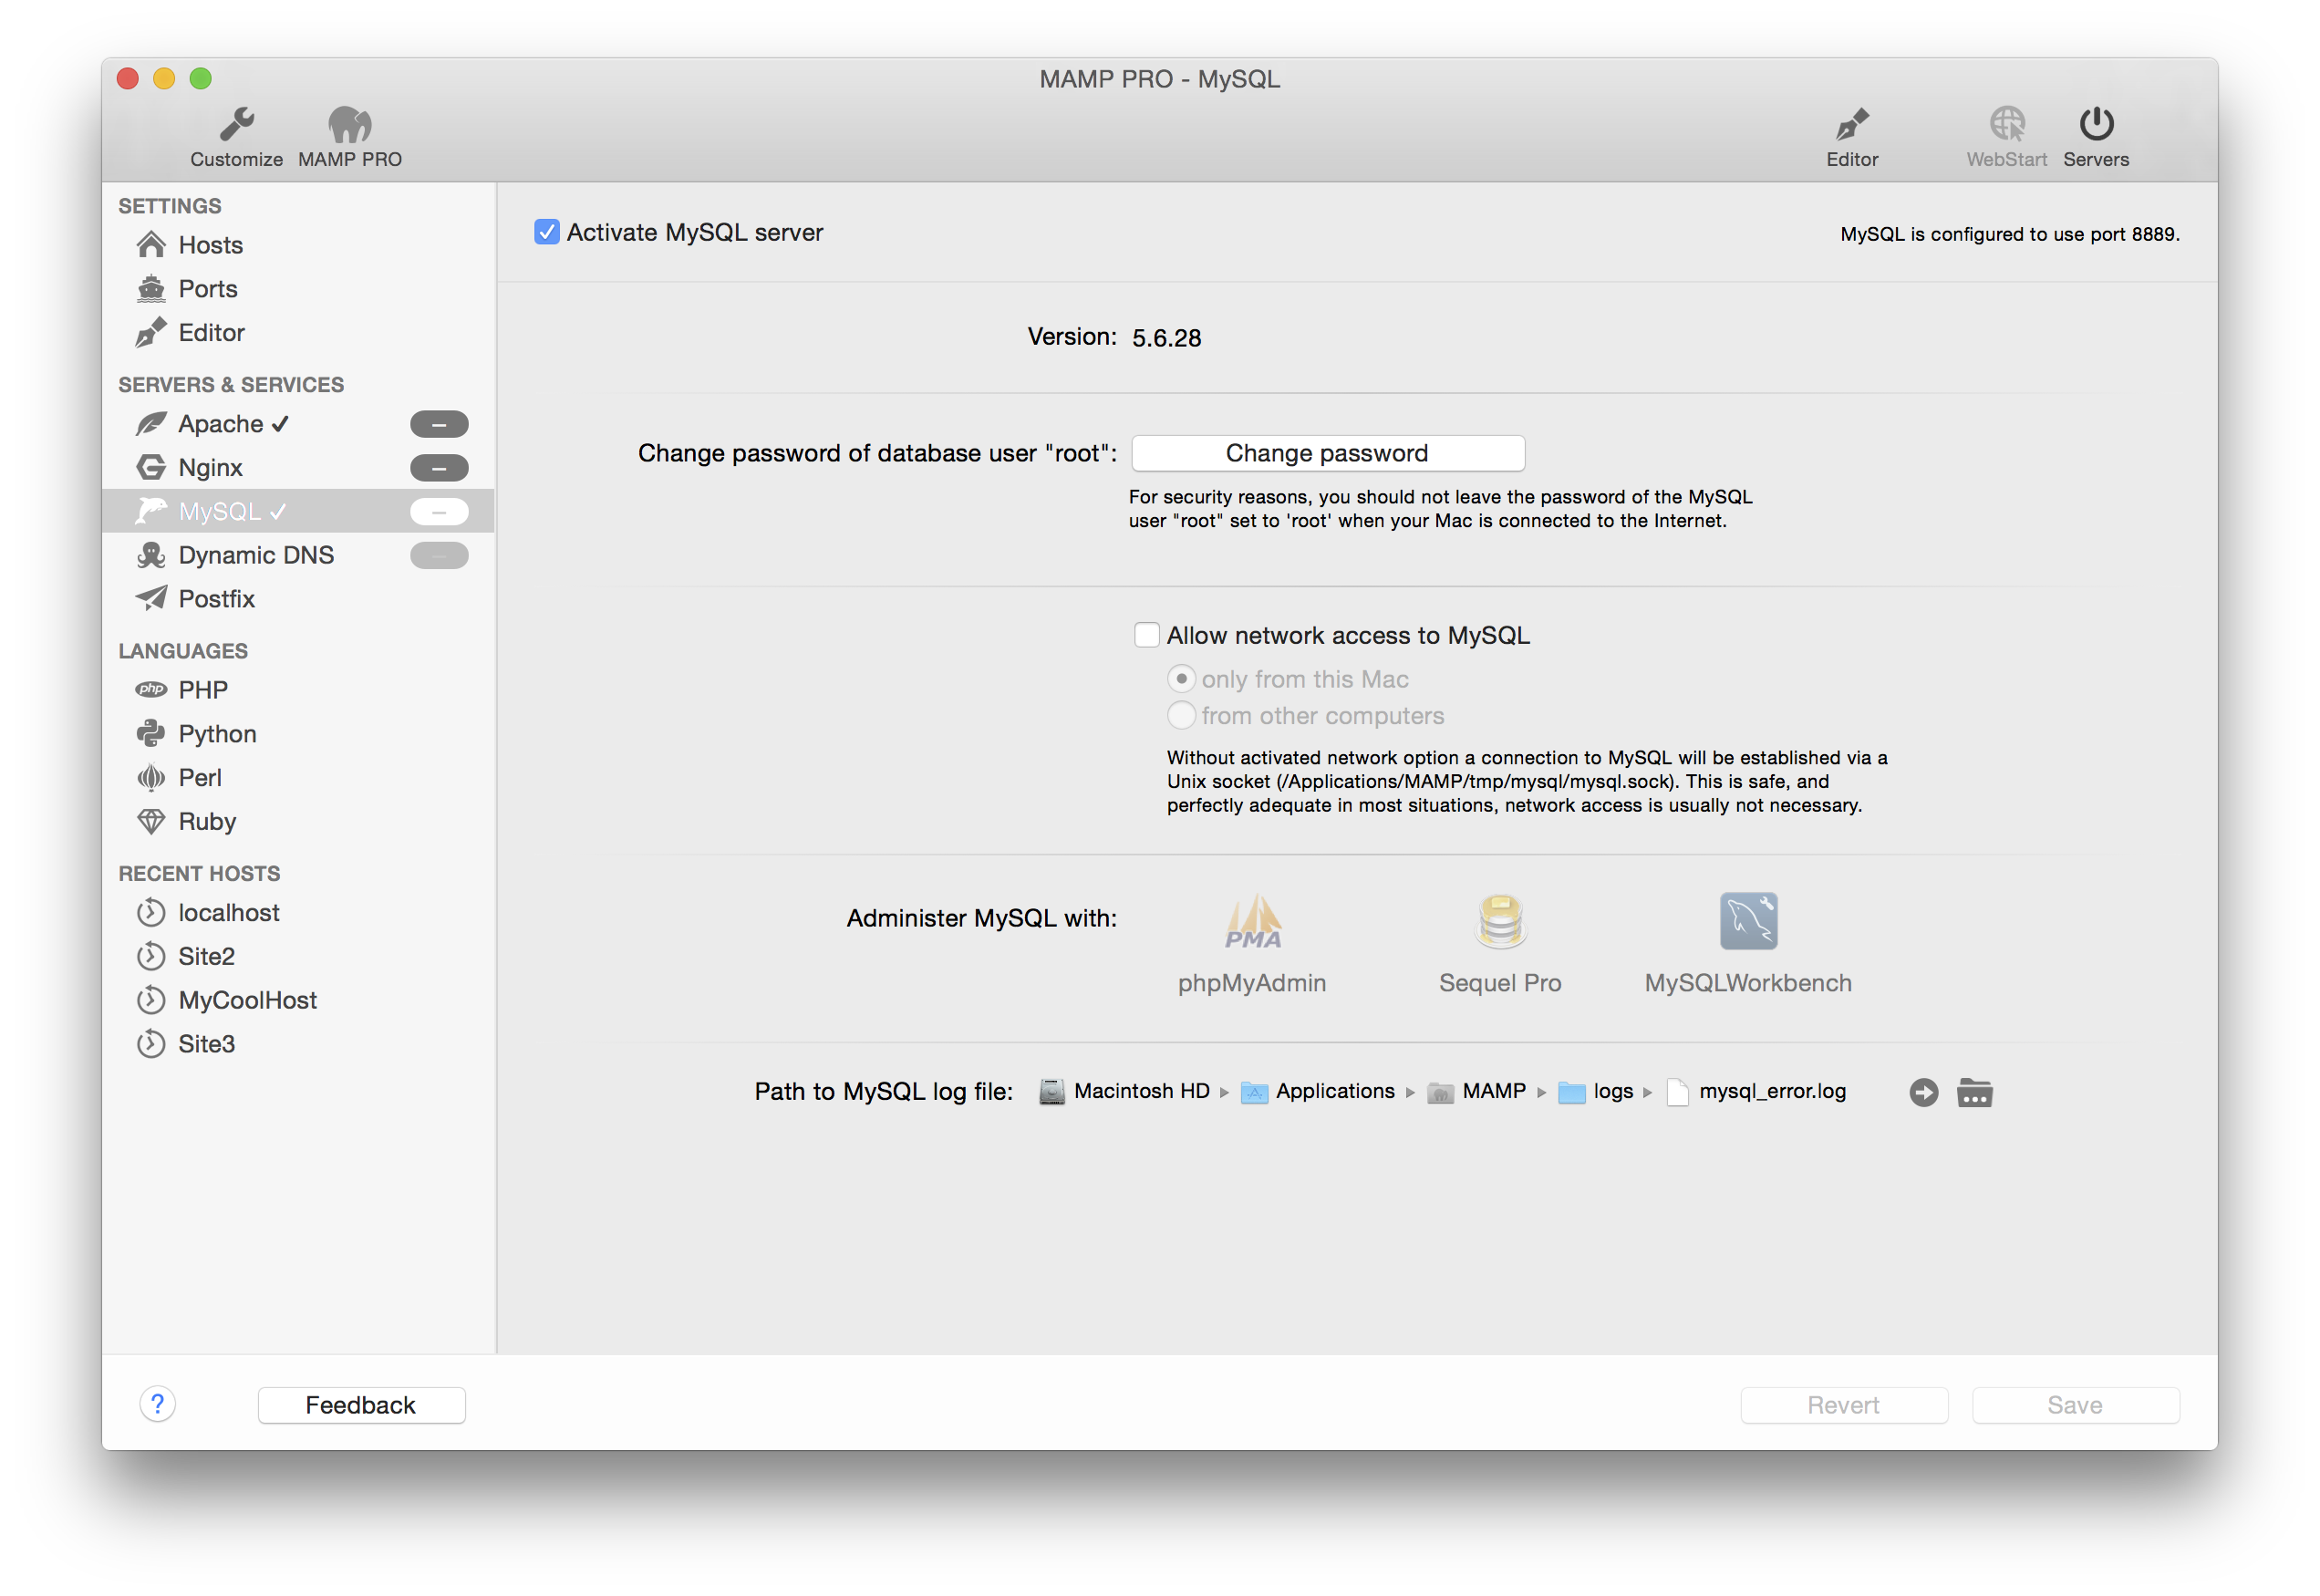 MAMP PRO - MySQL
Customize
MAMP PRO
Editor
WebStart
Servers
SETTINGS
Hosts
Ports
Editor
SERVERS & SERVICES
Apache ✓
Nginx
MySQL ✓
Dynamic DNS
Postfix
LANGUAGES
php PHP
Python
Perl
Ruby
RECENT HOSTS
localhost
Site2
MyCoolHost
Site3
Activate MySQL server
MySQL is configured to use port 8889.
Version: 5.6.28
Change password of database user "root": Change password
For security reasons, you should not leave the password of the MySQL
user "root" set to 'root' when your Mac is connected to the Internet.
Allow network access to MySQL
only from this Mac
from other computers
Without activated network option a connection to MySQL will be established via a
Unix socket (/Applications/MAMP/tmp/mysql/mysql.sock). This is safe, and
perfectly adequate in most situations, network access is usually not necessary.
Administer MySQL with:
PMA
phpMyAdmin
Sequel Pro
MySQLWorkbench
Path to MySQL log file: Macintosh HD ▸ Applications ▸ MAMP ▸ logs ▸ mysql_error.log
?
Feedback
Revert
Save